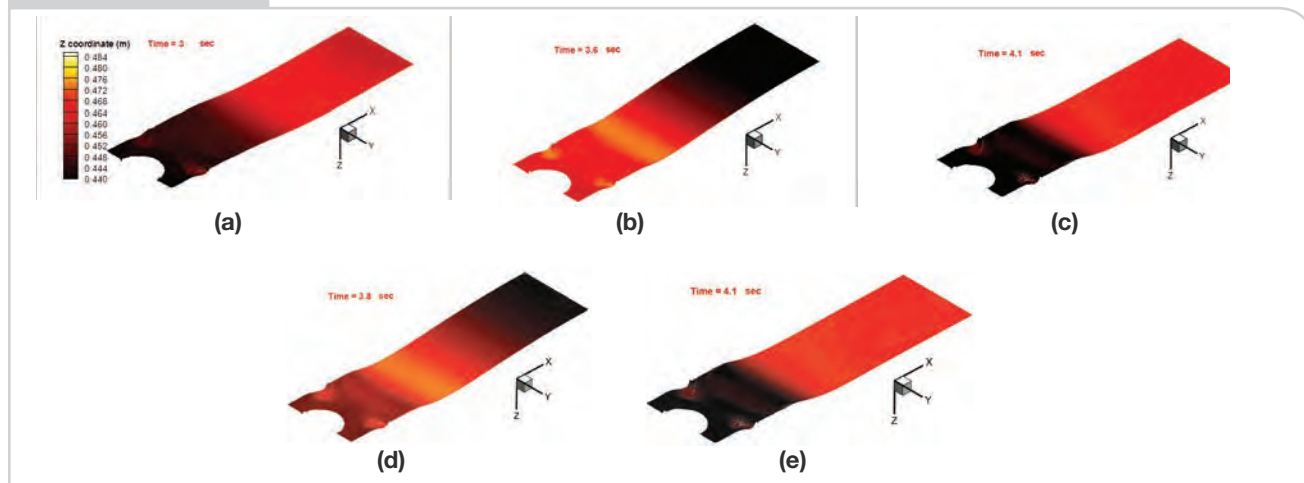 Z coordinate (m)
Time = 3 sec
0.484
0.480
0.476
0.472
0.468
0.464
0.460
0.456
0.452
0.448
0.444
0.440
X
Y
Z
(a)
Time = 3.6 sec
X
Y
Z
(b)
Time = 4.1 sec
X
Y
Z
(c)
Time = 3.8 sec
X
Y
Z
(d)
Time = 4.1 sec
X
Y
Z
(e)